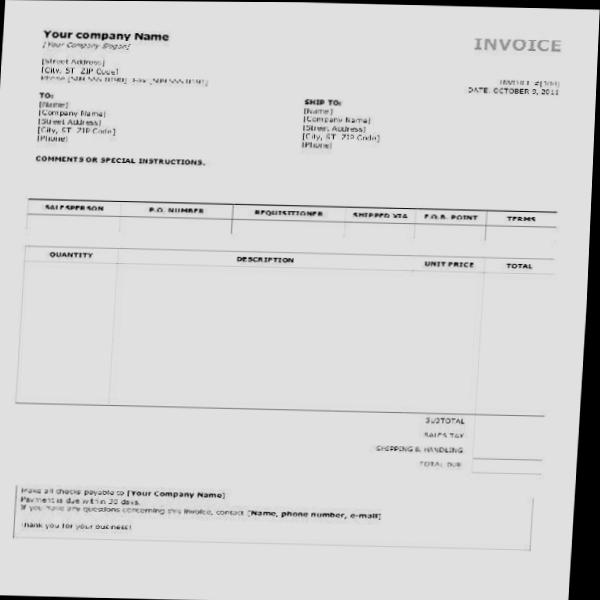 Your company Name
[Your Company Slogan]
INVOICE
[Street Address]
[City, ST ZIP Code]
Phone [509.555.0190] Fax [509.555.0191]
INVOICE #[100]
DATE: OCTOBER 9, 2011
TO:
[Name]
[Company Name]
[Street Address]
[City, ST ZIP Code]
[Phone]
SHIP TO:
[Name]
[Company Name]
[Street Address]
[City, ST ZIP Code]
[Phone]
COMMENTS OR SPECIAL INSTRUCTIONS.
SALESPERSON P.O. NUMBER REQUISITIONER SHIPPED VIA F.O.B. POINT TERMS
QUANTITY DESCRIPTION UNIT PRICE TOTAL
SUBTOTAL
SALES TAX
SHIPPING & HANDLING
TOTAL DUE
Make all checks payable to [Your Company Name]
Payment is due within 30 days.
If you have any questions concerning this invoice, contact [Name, phone number, e-mail]
Thank you for your business!